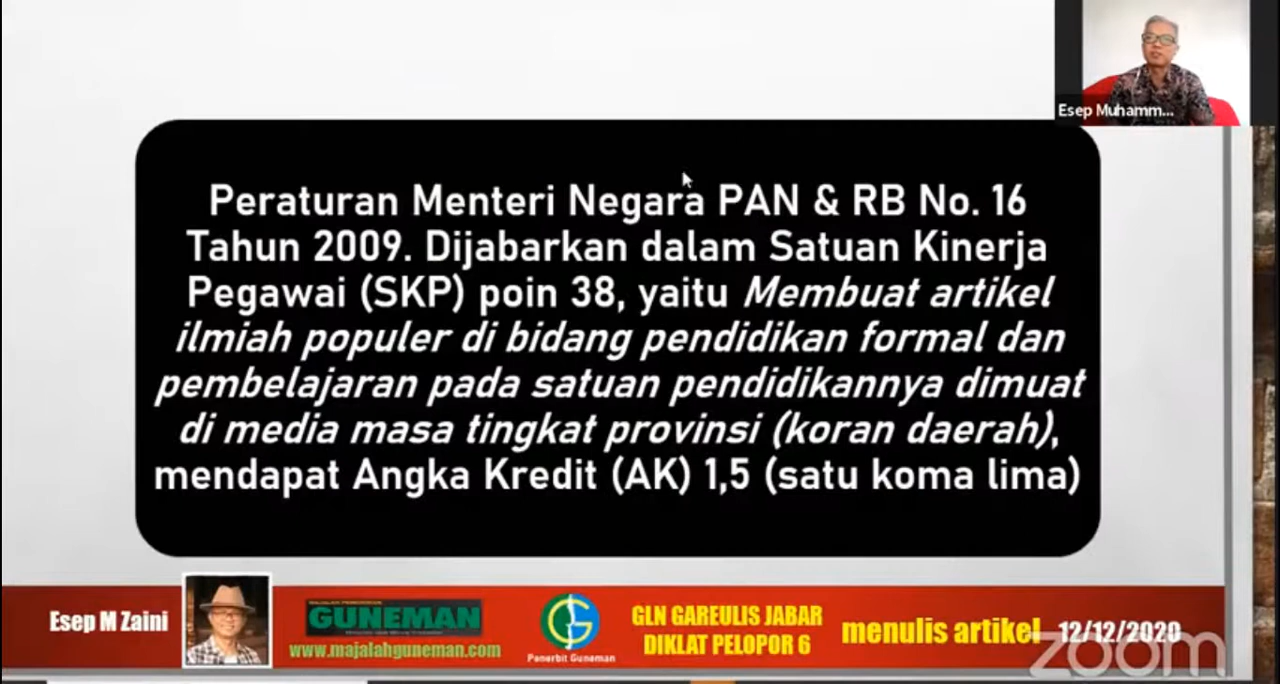 Esep Muhamm...
Peraturan Menteri Negara PAN & RB No. 16
Tahun 2009. Dijabarkan dalam Satuan Kinerja
Pegawai (SKP) poin 38, yaitu Membuat artikel
ilmiah populer di bidang pendidikan formal dan
pembelajaran pada satuan pendidikannya dimuat
di media masa tingkat provinsi (koran daerah),
mendapat Angka Kredit (AK) 1,5 (satu koma lima)
Esep M Zaini
GUNEMAN
www.majalahguneman.com
Penerbit Guneman
GLN GAREULIS JABAR
DIKLAT PELOPOR 6
menulis artikel
12/12/2020
zoom